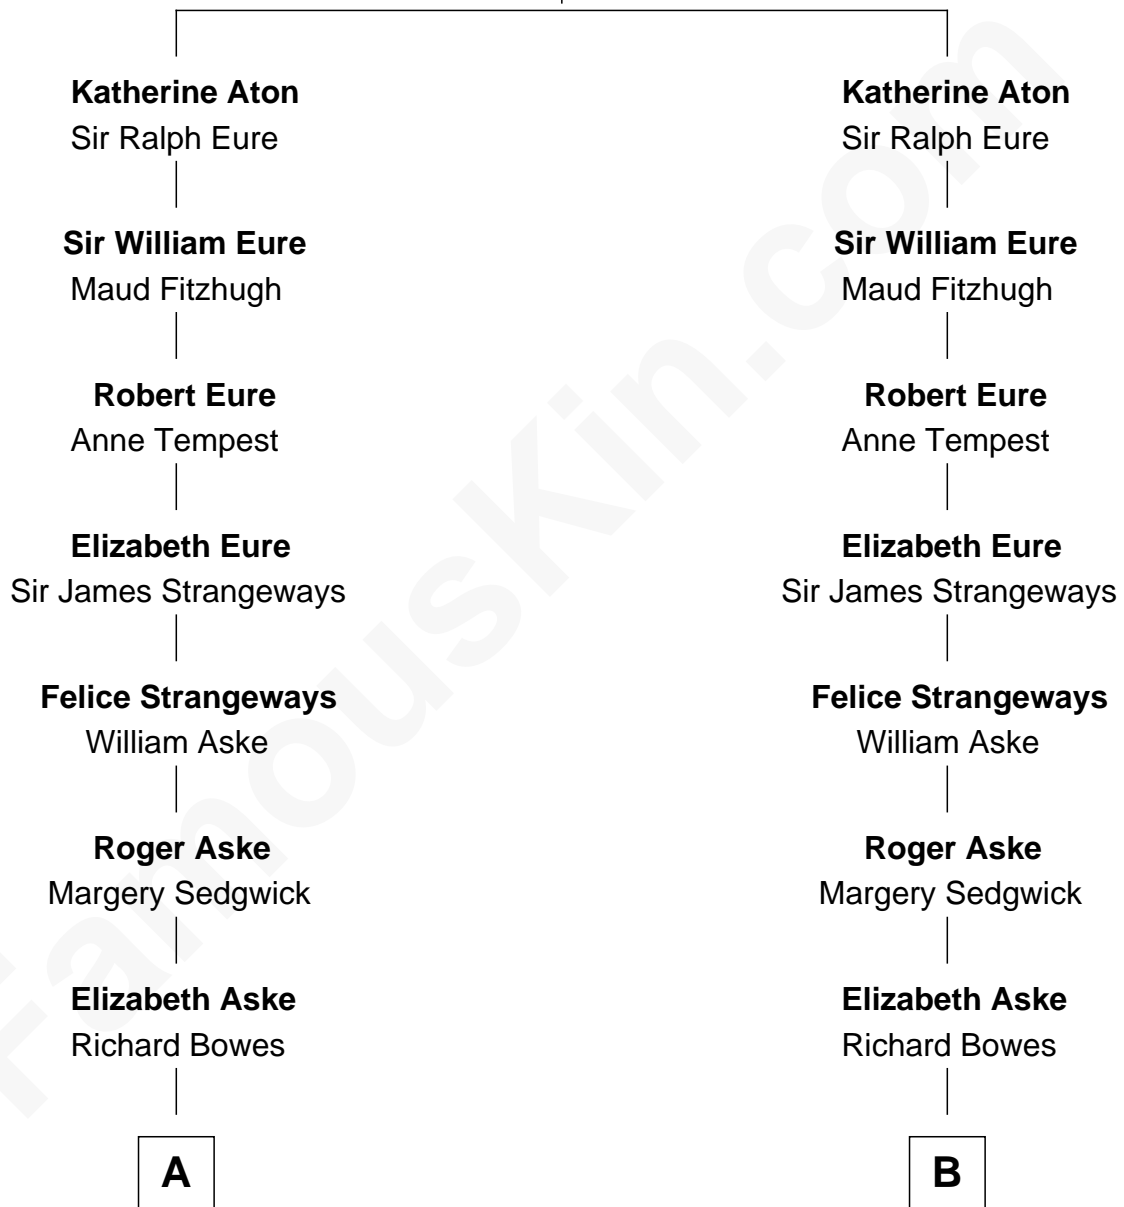 Katherine Aton
Sir Ralph Eure
Sir William Eure
Maud Fitzhugh
Robert Eure
Anne Tempest
Elizabeth Eure
Sir James Strangeways
Felice Strangeways
William Aske
Roger Aske
Margery Sedgwick
Elizabeth Aske
Richard Bowes
A
Katherine Aton
Sir Ralph Eure
Sir William Eure
Maud Fitzhugh
Robert Eure
Anne Tempest
Elizabeth Eure
Sir James Strangeways
Felice Strangeways
William Aske
Roger Aske
Margery Sedgwick
Elizabeth Aske
Richard Bowes
B
FamousKin.com